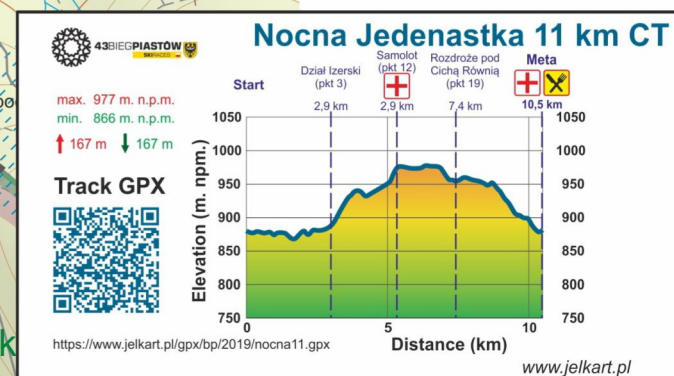 43BIEGPIASTÓW
SKIRACES
Nocna Jedenastka 11 km CT
max. 977 m. n.p.m.
min. 866 m. n.p.m.
167 m 167 m
Track GPX
https://www.jelkart.pl/gpx/bp/2019/nocna11.gpx
Start
Dział Izerski
(pkt 3)
2,9 km
Samolot
(pkt 12)
2,9 km
Rozdroże pod
Cichą Równią
(pkt 19)
7,4 km
Meta
10,5 km
Elevation (m. npm.)
1050 1050
1000 1000
950 950
900 900
850 850
800 800
750 750
0 5 10
Distance (km)
www.jelkart.pl
k